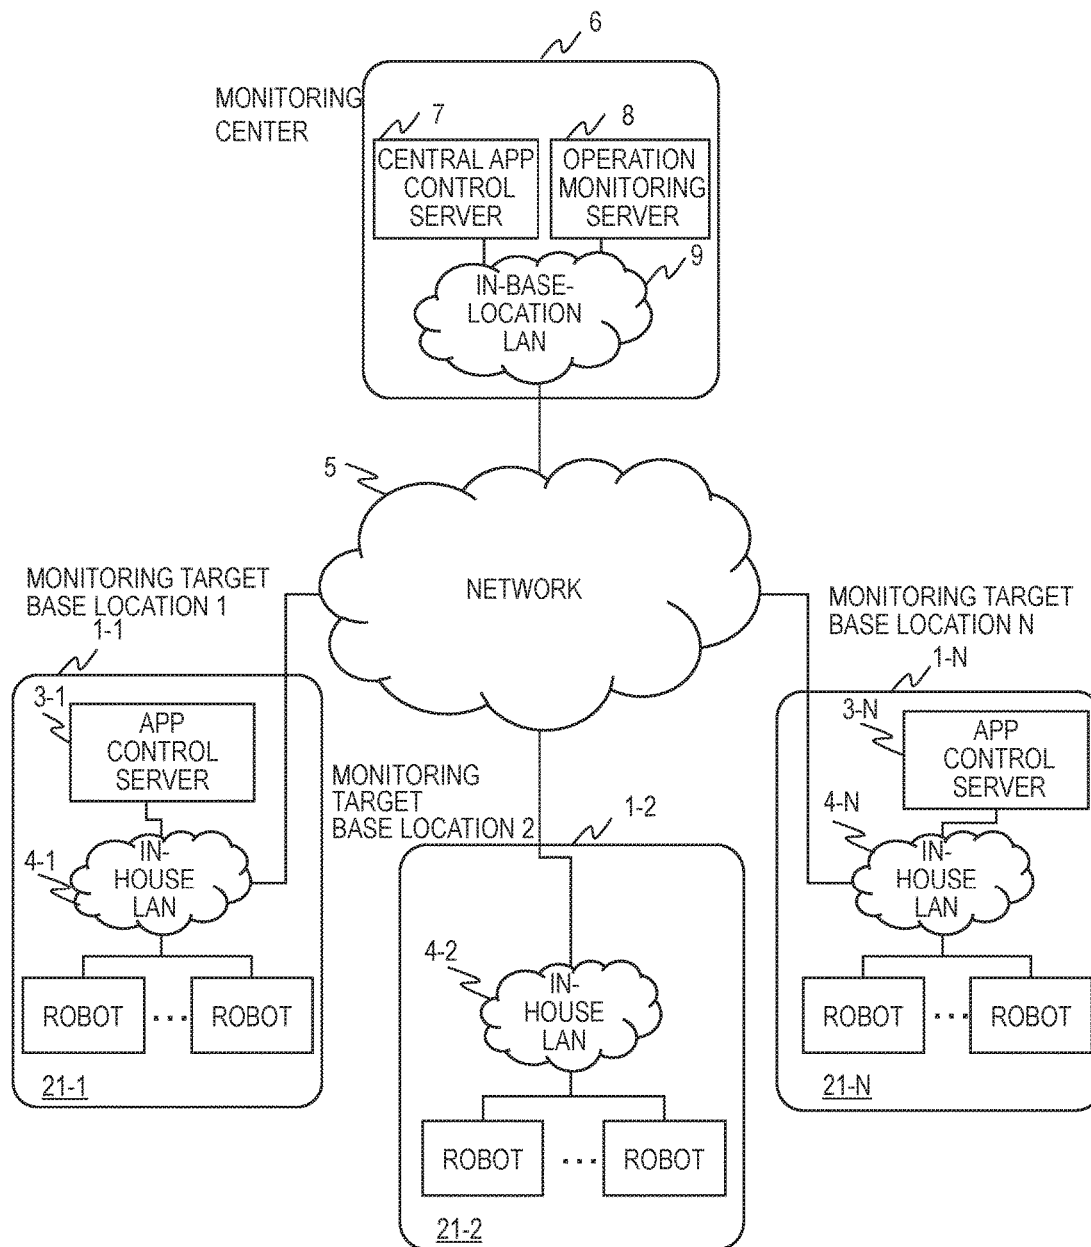 6
MONITORING
CENTER
7
8
CENTRAL APP
CONTROL
SERVER
OPERATION
MONITORING
SERVER
9
IN-BASE-
LOCATION
LAN
5
NETWORK
MONITORING TARGET
BASE LOCATION 1
1-1
3-1
APP
CONTROL
SERVER
4-1
IN-
HOUSE
LAN
ROBOT
...
ROBOT
21-1
MONITORING
TARGET
BASE LOCATION 2
1-2
4-2
IN-
HOUSE
LAN
ROBOT
...
ROBOT
21-2
MONITORING TARGET
BASE LOCATION N
1-N
3-N
APP
CONTROL
SERVER
4-N
IN-
HOUSE
LAN
ROBOT
...
ROBOT
21-N